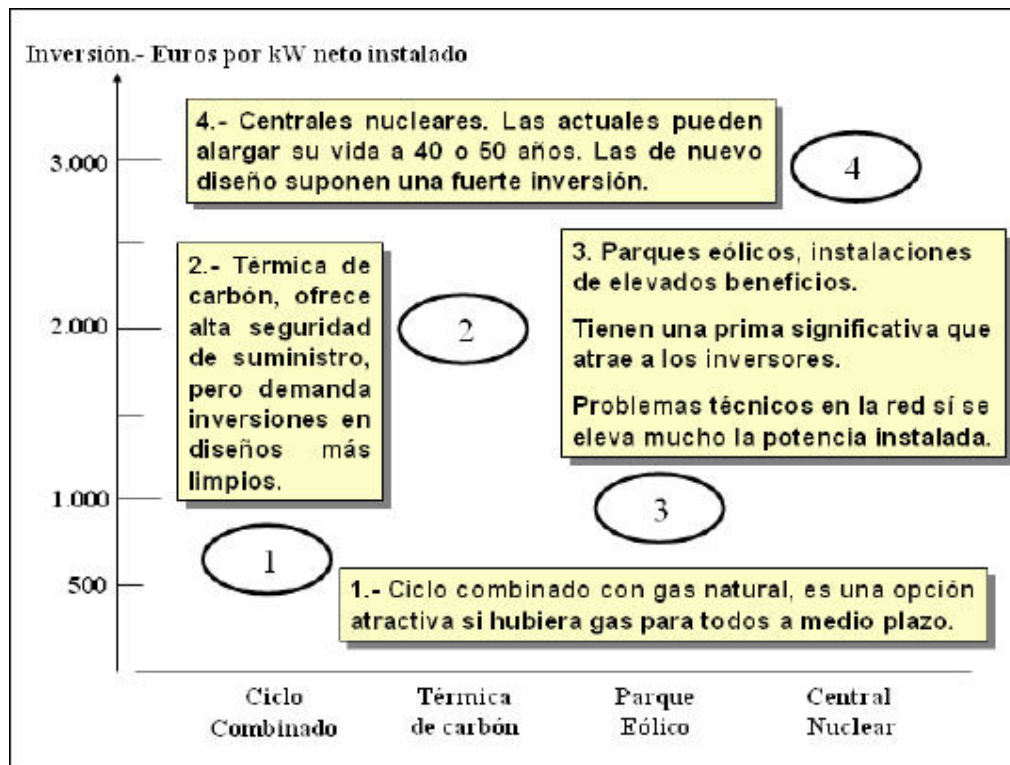 Inversión.- Euros por kW neto instalado
4.- Centrales nucleares. Las actuales pueden
alargar su vida a 40 o 50 años. Las de nuevo
diseño suponen una fuerte inversión.
4
3.000
2.- Térmica de
carbón, ofrece
alta seguridad
de suministro,
pero demanda
inversiones en
diseños más
limpios.
3. Parques eólicos, instalaciones
de elevados beneficios.
Tienen una prima significativa que
atrae a los inversores.
Problemas técnicos en la red sí se
eleva mucho la potencia instalada.
2.000
2
1.000
3
1
500
1.- Ciclo combinado con gas natural, es una opción
atractiva si hubiera gas para todos a medio plazo.
Ciclo
Combinado
Térmica
de carbón
Parque
Eólico
Central
Nuclear